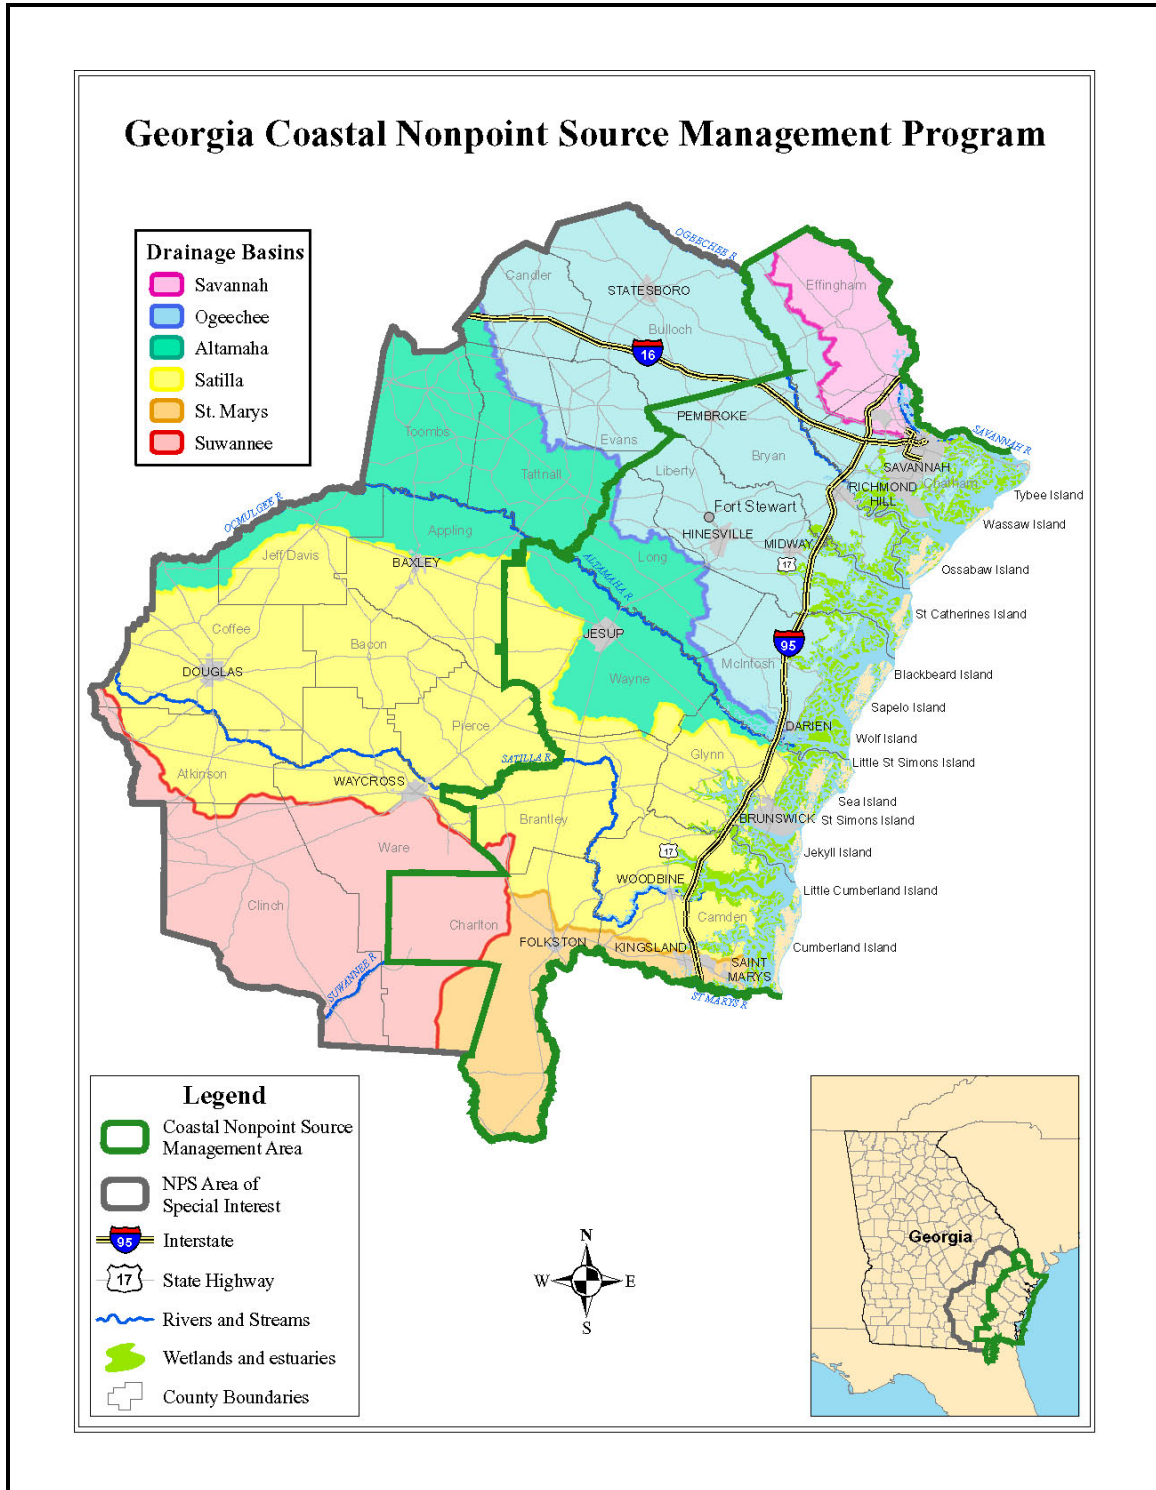 Georgia Coastal Nonpoint Source Management Program
Drainage Basins
Savannah
Ogeechee
Altamaha
Satilla
St. Marys
Suwannee
OGEECHEE R
Candler
Effingham
STATESBORO
Bulloch
16
PEMBROKE
Toombs
Evans
SAVANNAH R
Bryan
Tattnall
Liberty
SAVANNAH
RICHMOND
HILL
Chatham
Tybee Island
OCMULGEE R
Fort Stewart
Wassaw Island
Appling
HINESVILLE
MIDWAY
Jeff Davis
BAXLEY
ALTAMAHA R
Long
17
Ossabaw Island
Coffee
JESUP
St Catherines Island
Bacon
95
DOUGLAS
McIntosh
Blackbeard Island
Wayne
Sapelo Island
Pierce
DARIEN
Wolf Island
SATILLA R
Glynn
Little St Simons Island
Atkinson
WAYCROSS
Sea Island
Brantley
BRUNSWICK
St Simons Island
Ware
17
Jekyll Island
WOODBINE
Little Cumberland Island
Clinch
Camden
Charlton
FOLKSTON
KINGSLAND
Cumberland Island
SAINT
MARYS
SUWANNEE R
ST MARYS R
Legend
Coastal Nonpoint Source
Management Area
NPS Area of
Special Interest
95
Interstate
17
State Highway
Rivers and Streams
Wetlands and estuaries
County Boundaries
N
W
E
S
Georgia